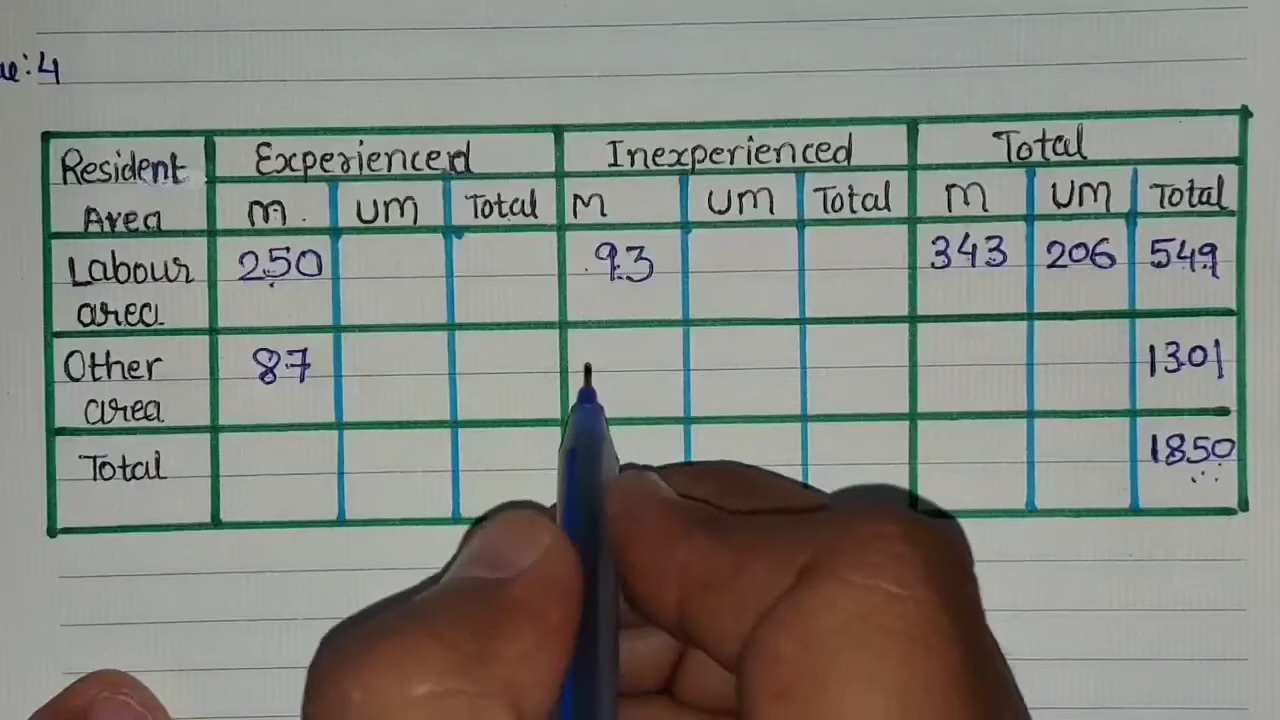 ue:4
Resident Area Experienced Inexperienced Total
M UM Total M UM Total M UM Total
Labour area 250 93 343 206 549
Other area 87 1301
Total 1850